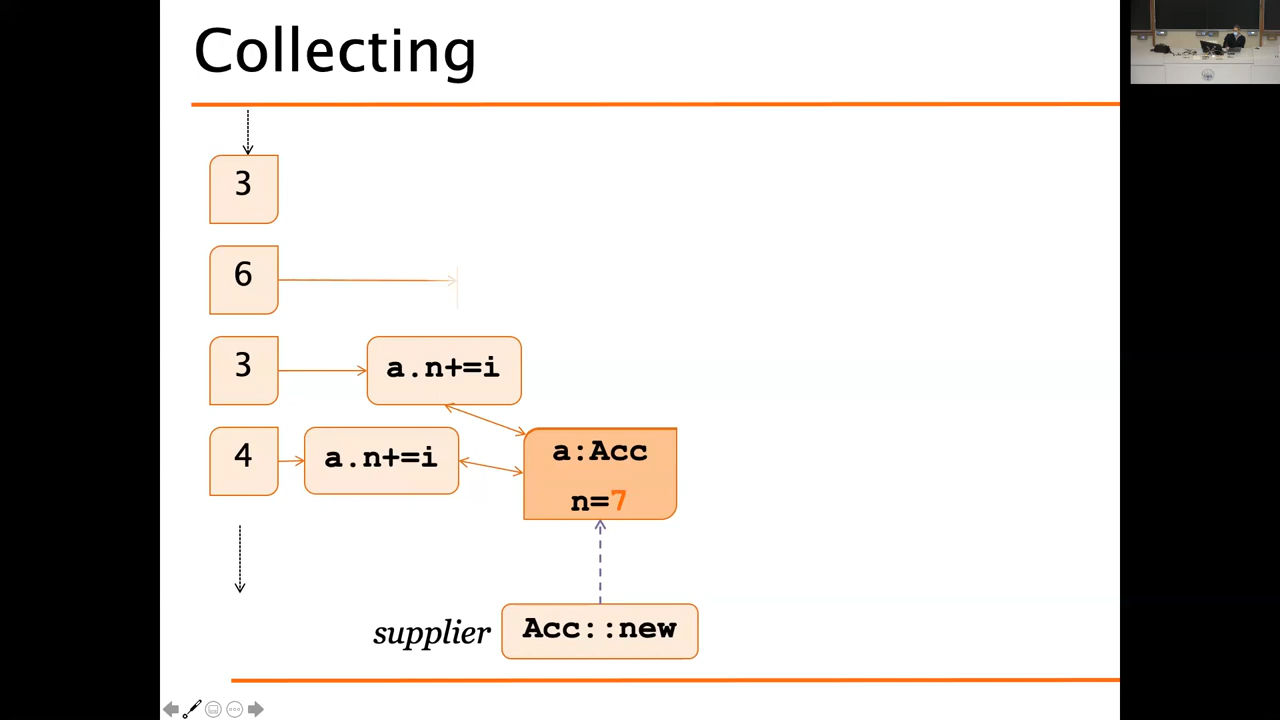 Collecting
3
6
3
a.n+=i
4
a.n+=i
a:Acc
n=7
supplier
Acc::new